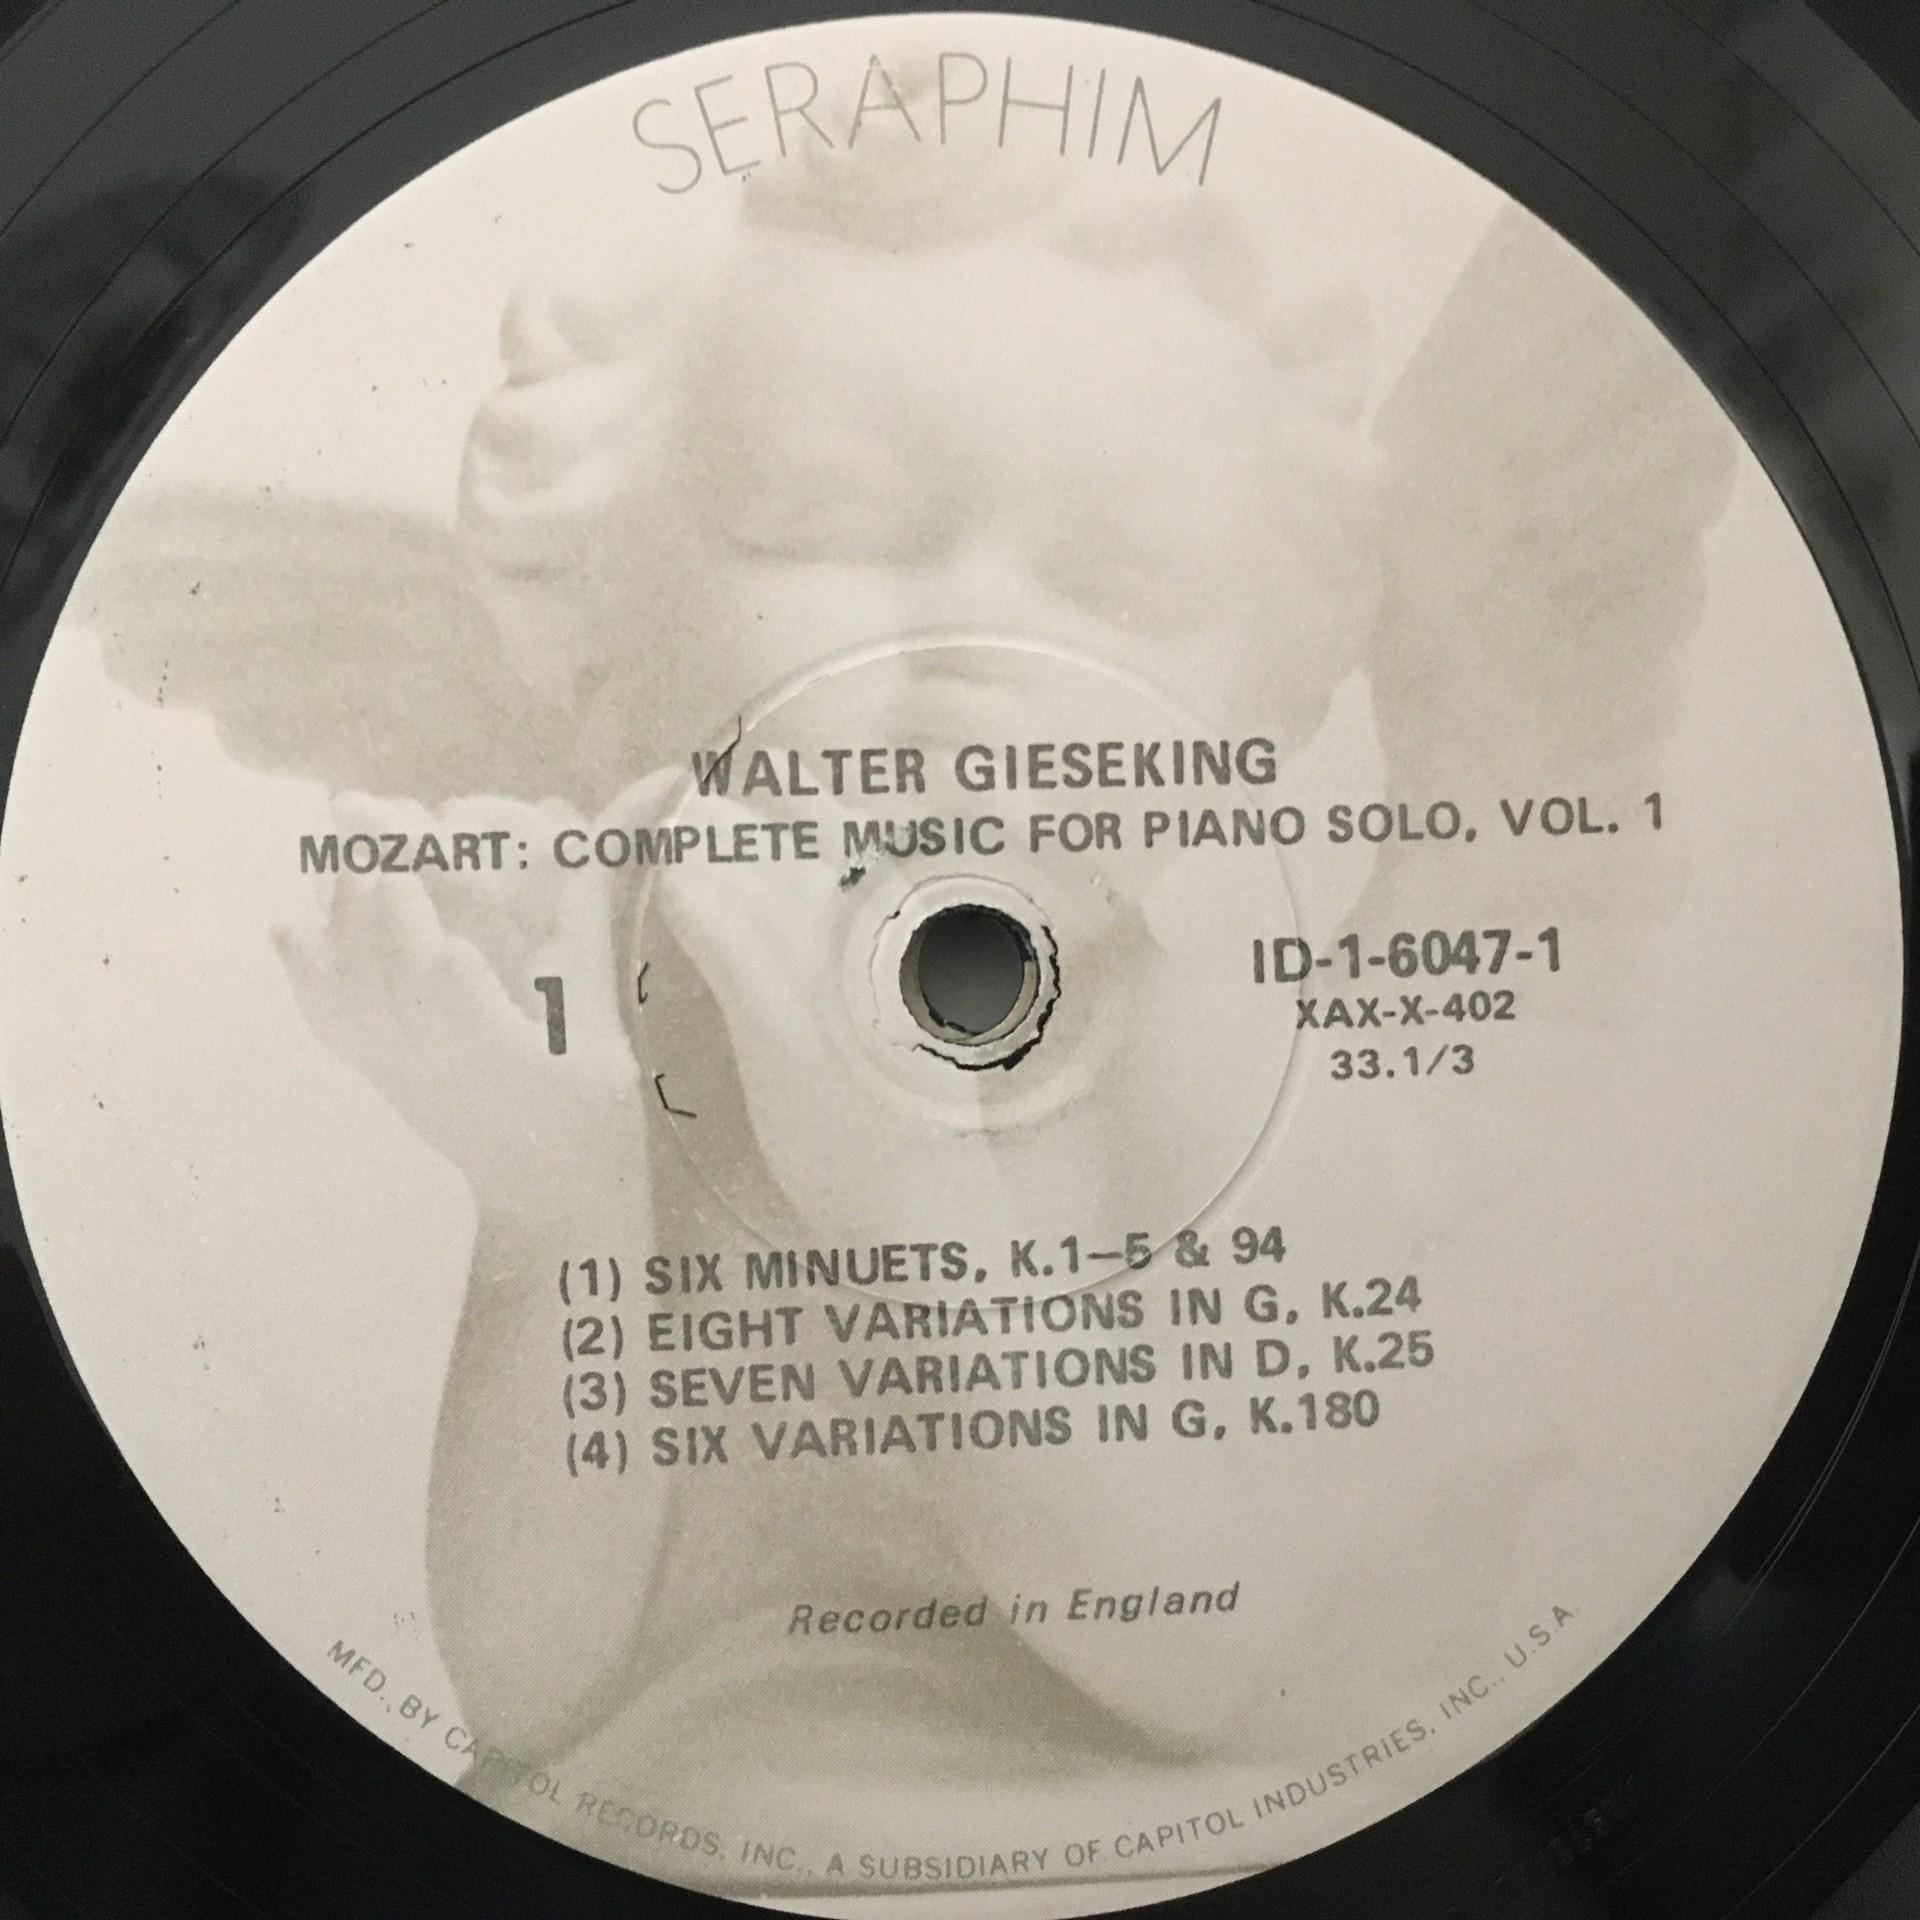 SERAPHIM
WALTER GIESEKING
MOZART: COMPLETE MUSIC FOR PIANO SOLO, VOL. 1
1
ID-1-6047-1
XAX-X-402
33.1/3
(1) SIX MINUETS, K.1–5 & 94
(2) EIGHT VARIATIONS IN G, K.24
(3) SEVEN VARIATIONS IN D, K.25
(4) SIX VARIATIONS IN G, K.180
Recorded in England
MFD. BY CAPITOL RECORDS, INC., A SUBSIDIARY OF CAPITOL INDUSTRIES, INC., U.S.A.